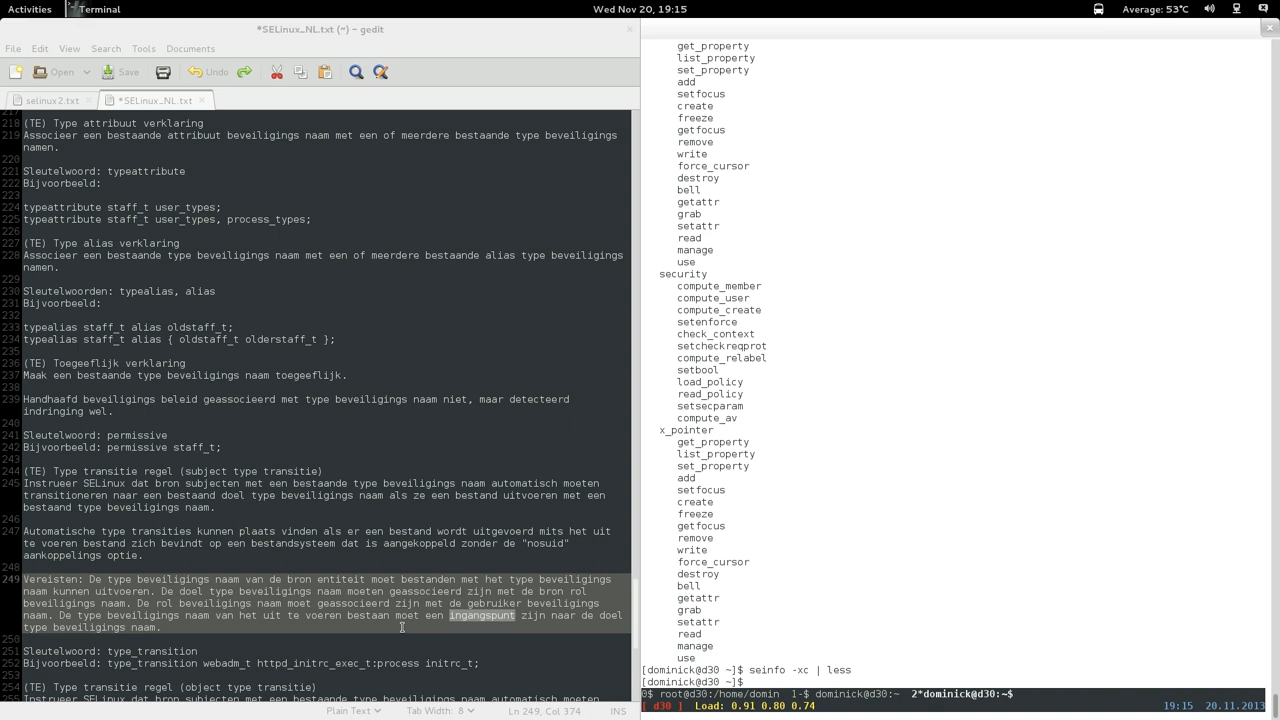 Activities Terminal Wed Nov 20, 19:15 Average: 53°C
*SELinux_NL.txt (~) - gedit
File Edit View Search Tools Documents
Open Save Undo
selinux2.txt *SELinux_NL.txt
218 (TE) Type attribuut verklaring
219 Associeer een bestaande attribuut beveiligings naam met een of meerdere bestaande type beveiligings
namen.
220
221 Sleutelwoord: typeattribute
222 Bijvoorbeeld:
223
224 typeattribute staff_t user_types;
225 typeattribute staff_t user_types, process_types;
226
227 (TE) Type alias verklaring
228 Associeer een bestaande type beveiligings naam met een of meerdere bestaande alias type beveiligings
namen.
229
230 Sleutelwoorden: typealias, alias
231 Bijvoorbeeld:
232
233 typealias staff_t alias oldstaff_t;
234 typealias staff_t alias { oldstaff_t olderstaff_t };
235
236 (TE) Toegeeflijk verklaring
237 Maak een bestaande type beveiligings naam toegeeflijk.
238
239 Handhaafd beveiligings beleid geassocieerd met type beveiligings naam niet, maar detecteerd
indringing wel.
240
241 Sleutelwoord: permissive
242 Bijvoorbeeld: permissive staff_t;
243
244 (TE) Type transitie regel (subject type transitie)
245 Instrueer SELinux dat bron subjecten met een bestaande type beveiligings naam automatisch moeten
transitioneren naar een bestaand doel type beveiligings naam als ze een bestand uitvoeren met een
bestaand type beveiligings naam.
246
247 Automatische type transities kunnen plaats vinden als er een bestand wordt uitgevoerd mits het uit
te voeren bestand zich bevindt op een bestandsysteem dat is aangekoppeld zonder de "nosuid"
aankoppelings optie.
248
249 Vereisten: De type beveiligings naam van de bron entiteit moet bestanden met het type beveiligings
naam kunnen uitvoeren. De doel type beveiligings naam moeten geassocieerd zijn met de bron rol
beveiligings naam. De rol beveiligings naam moet geassocieerd zijn met de gebruiker beveiligings
naam. De type beveiligings naam van het uit te voeren bestaan moet een ingangspunt zijn naar de doel
type beveiligings naam.
250
251 Sleutelwoord: type_transition
252 Bijvoorbeeld: type_transition webadm_t httpd_initrc_exec_t:process initrc_t;
253
254 (TE) Type transitie regel (object type transitie)
Plain Text Tab Width: 8 Ln 249, Col 374 INS
get_property
list_property
set_property
add
setfocus
create
freeze
getfocus
remove
write
force_cursor
destroy
bell
getattr
grab
setattr
read
manage
use
security
compute_member
compute_user
compute_create
setenforce
check_context
setcheckreqprot
compute_relabel
setbool
load_policy
read_policy
setsecparam
compute_av
x_pointer
get_property
list_property
set_property
add
setfocus
create
freeze
getfocus
remove
write
force_cursor
destroy
bell
getattr
grab
setattr
read
manage
use
[dominick@d30 ~]$ seinfo -xc | less
[dominick@d30 ~]$
0$ root@d30:/home/domin 1-$ dominick@d30:~ 2*dominick@d30:~$
[ d30 ] Load: 0.91 0.80 0.74 19:15 20.11.2013